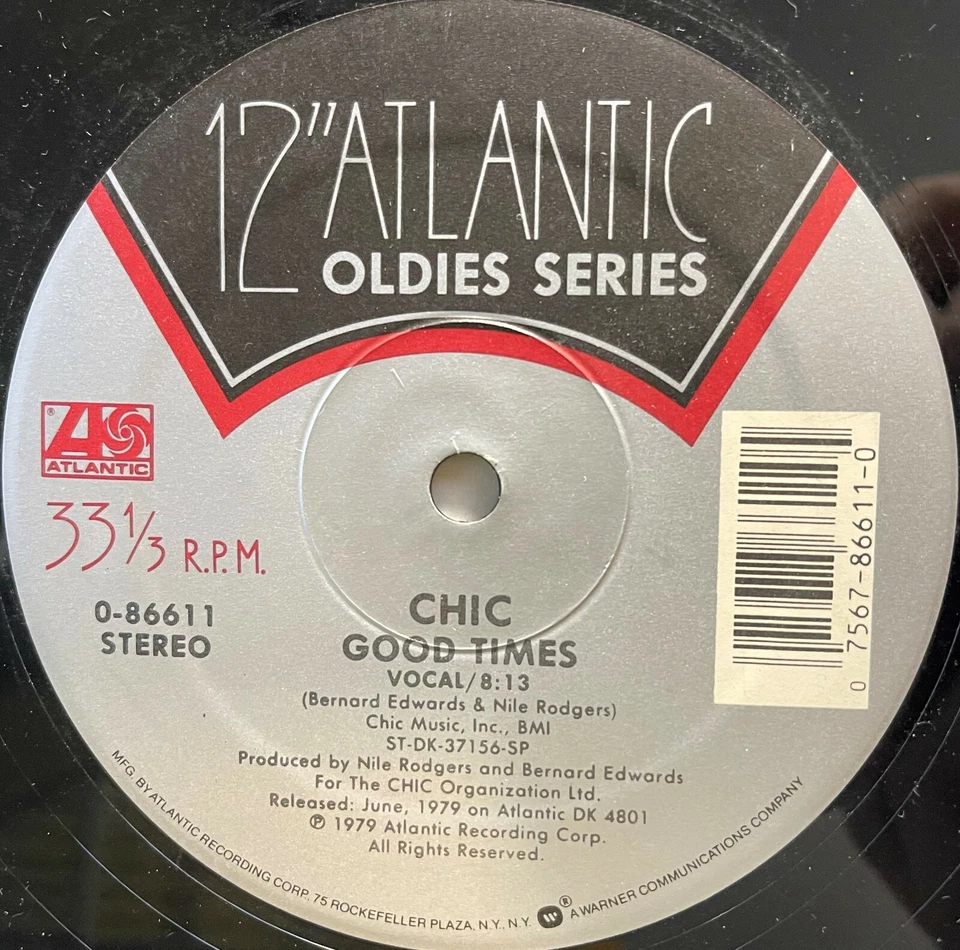 12" ATLANTIC
OLDIES SERIES
® AS
ATLANTIC
33 1/3 R.P.M.
0-86611
STEREO
0 7567-86611-0
CHIC
GOOD TIMES
VOCAL/8:13
(Bernard Edwards & Nile Rodgers)
Chic Music, Inc., BMI
ST-DK-37156-SP
Produced by Nile Rodgers and Bernard Edwards
For The CHIC Organization Ltd.
Released: June, 1979 on Atlantic DK 4801
℗ 1979 Atlantic Recording Corp.
All Rights Reserved.
MFG. BY ATLANTIC RECORDING CORP., 75 ROCKEFELLER PLAZA, N.Y., N.Y. ® A WARNER COMMUNICATIONS COMPANY